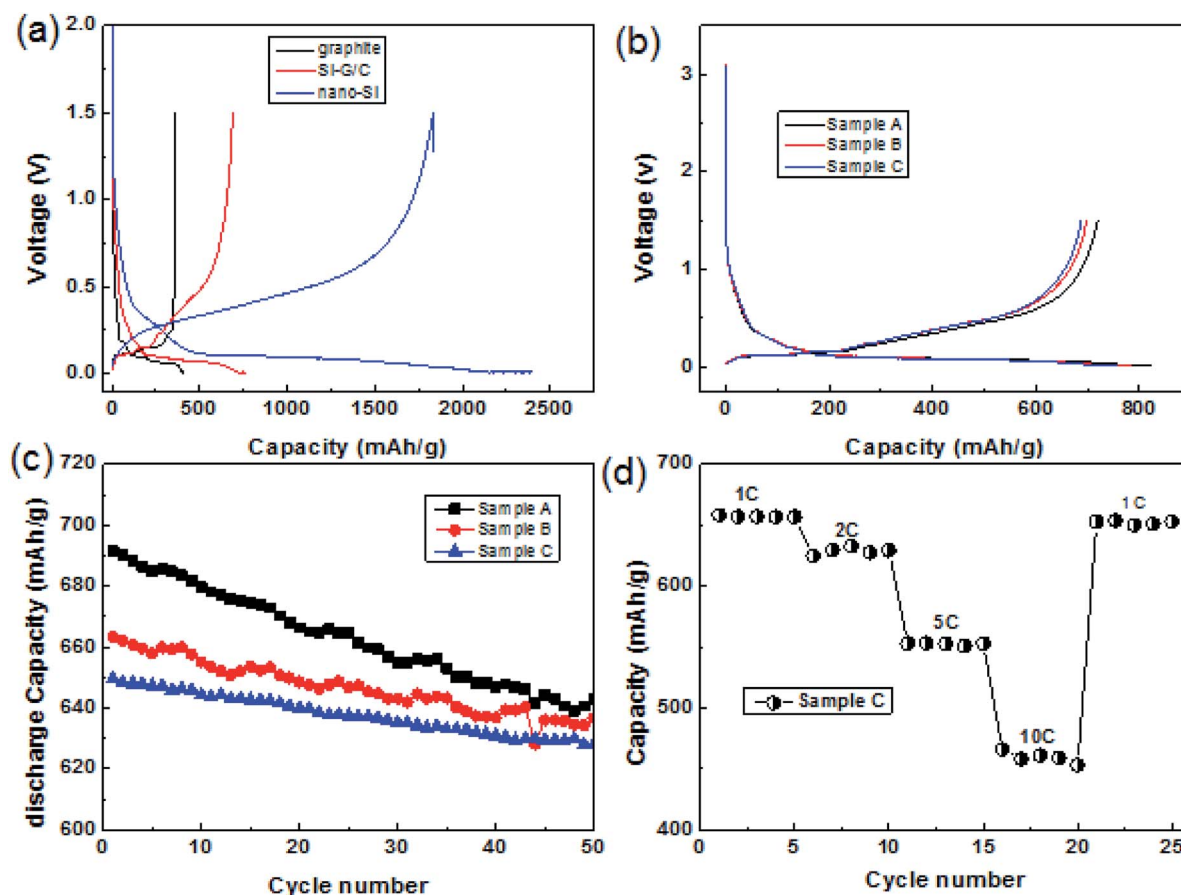 (a)
2.0
1.5
1.0
0.5
0.0
Voltage (V)
graphite
SI-G/C
nano-SI
0 500 1000 1500 2000 2500
Capacity (mAh/g)
(b)
3
2
1
0
Voltage (v)
Sample A
Sample B
Sample C
0 200 400 600 800
Capacity (mAh/g)
(c)
720
700
680
660
640
620
600
discharge Capacity (mAh/g)
Sample A
Sample B
Sample C
0 10 20 30 40 50
Cycle number
(d)
700
600
500
400
Capacity (mAh/g)
1C
2C
5C
10C
1C
Sample C
0 5 10 15 20 25
Cycle number